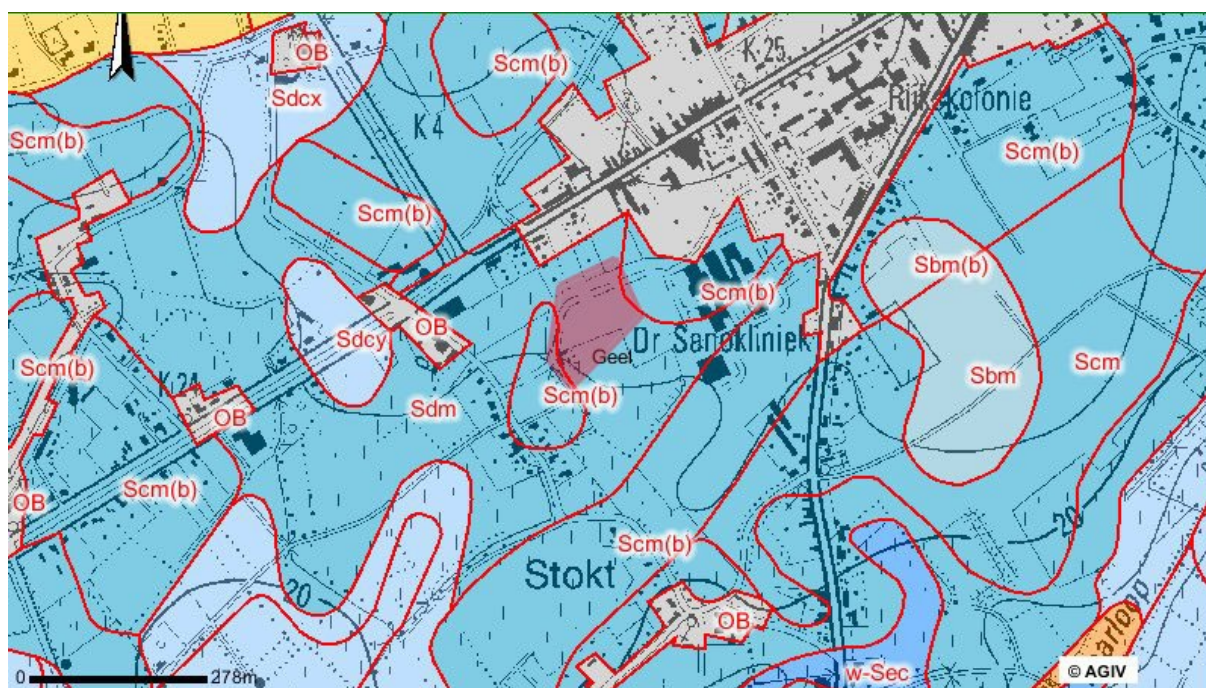 OB
Scm(b)
K 25
Sdcx
Rijkskolonie
K 4
Scm(b)
Scm(b)
Scm(b)
Sbm(b)
Scm(b)
Sdcy
OB
Dr Sanokliniek
Geel
Scm(b)
Scm(b)
Sbm
Scm
K 24
OB
Sdm
Scm(b)
OB
20
Scm(b)
Stokt
20
OB
w-Sec
arloop
0 278m
© AGIV